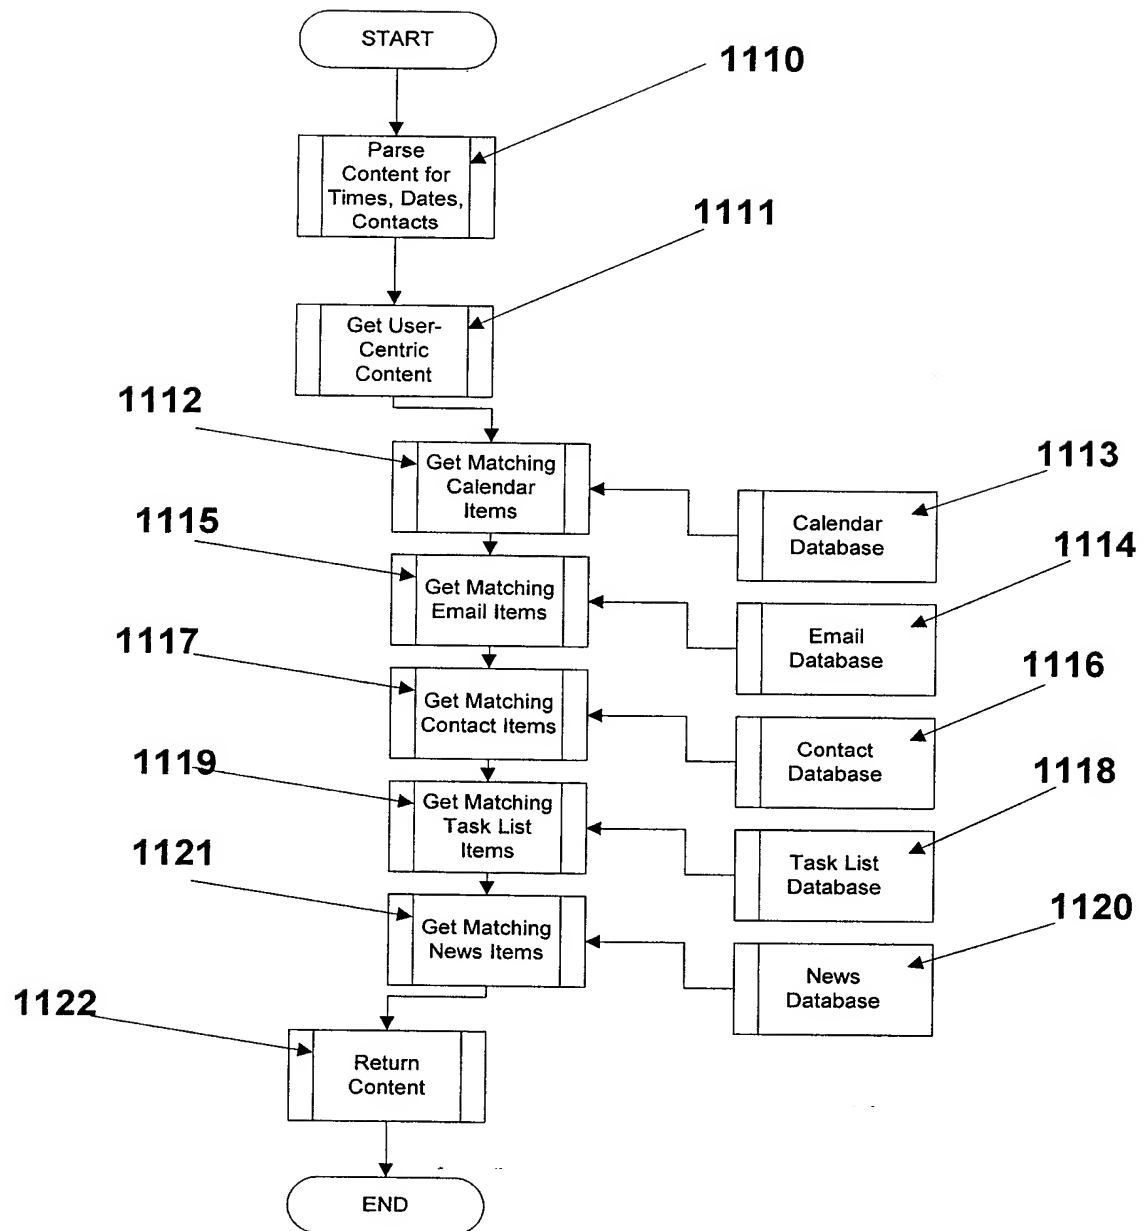 START
1110
Parse
Content for
Times, Dates,
Contacts
1111
Get User-
Centric
Content
1112
Get Matching
Calendar
Items
1113
Calendar
Database
1115
Get Matching
Email Items
1114
Email
Database
1117
Get Matching
Contact Items
1116
Contact
Database
1119
Get Matching
Task List
Items
1118
Task List
Database
1121
Get Matching
News Items
1120
News
Database
1122
Return
Content
END